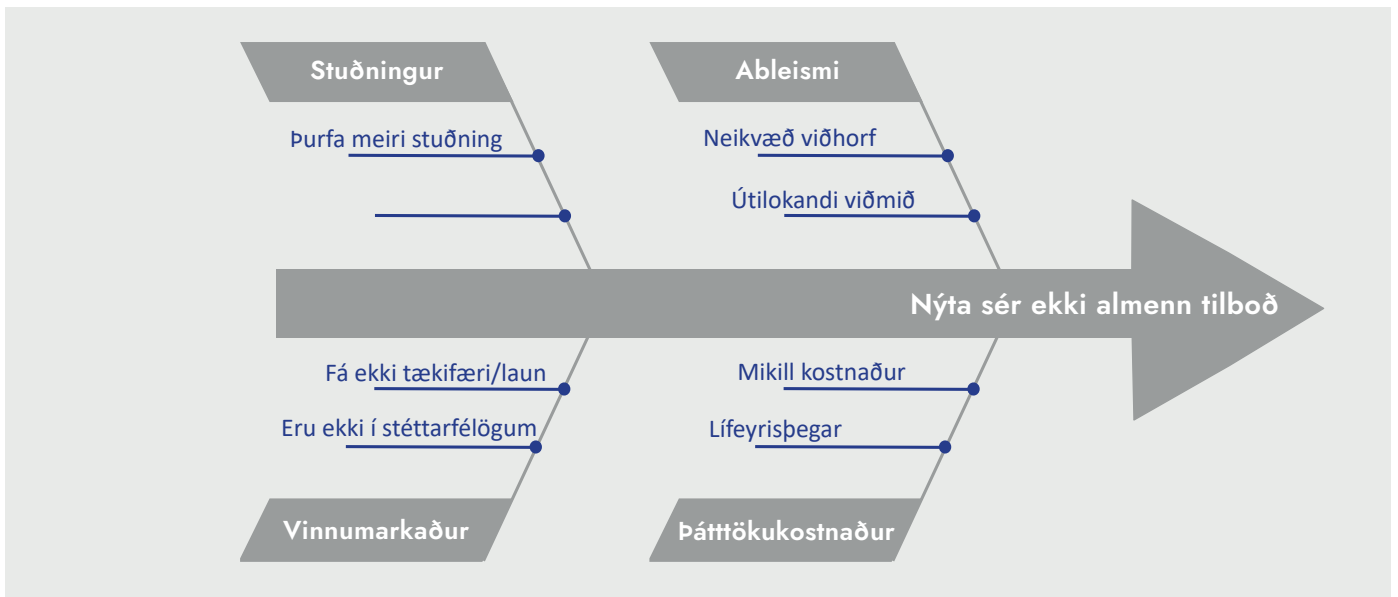 Stuðningur
Ableismi
Þurfa meiri stuðning
Neikvæð viðhorf
Útilokandi viðmið
Nýta sér ekki almenn tilboð
Fá ekki tækifæri/laun
Mikill kostnaður
Eru ekki í stéttarfélögum
Lífeyrisþegar
Vinnumarkaður
Þátttökukostnaður